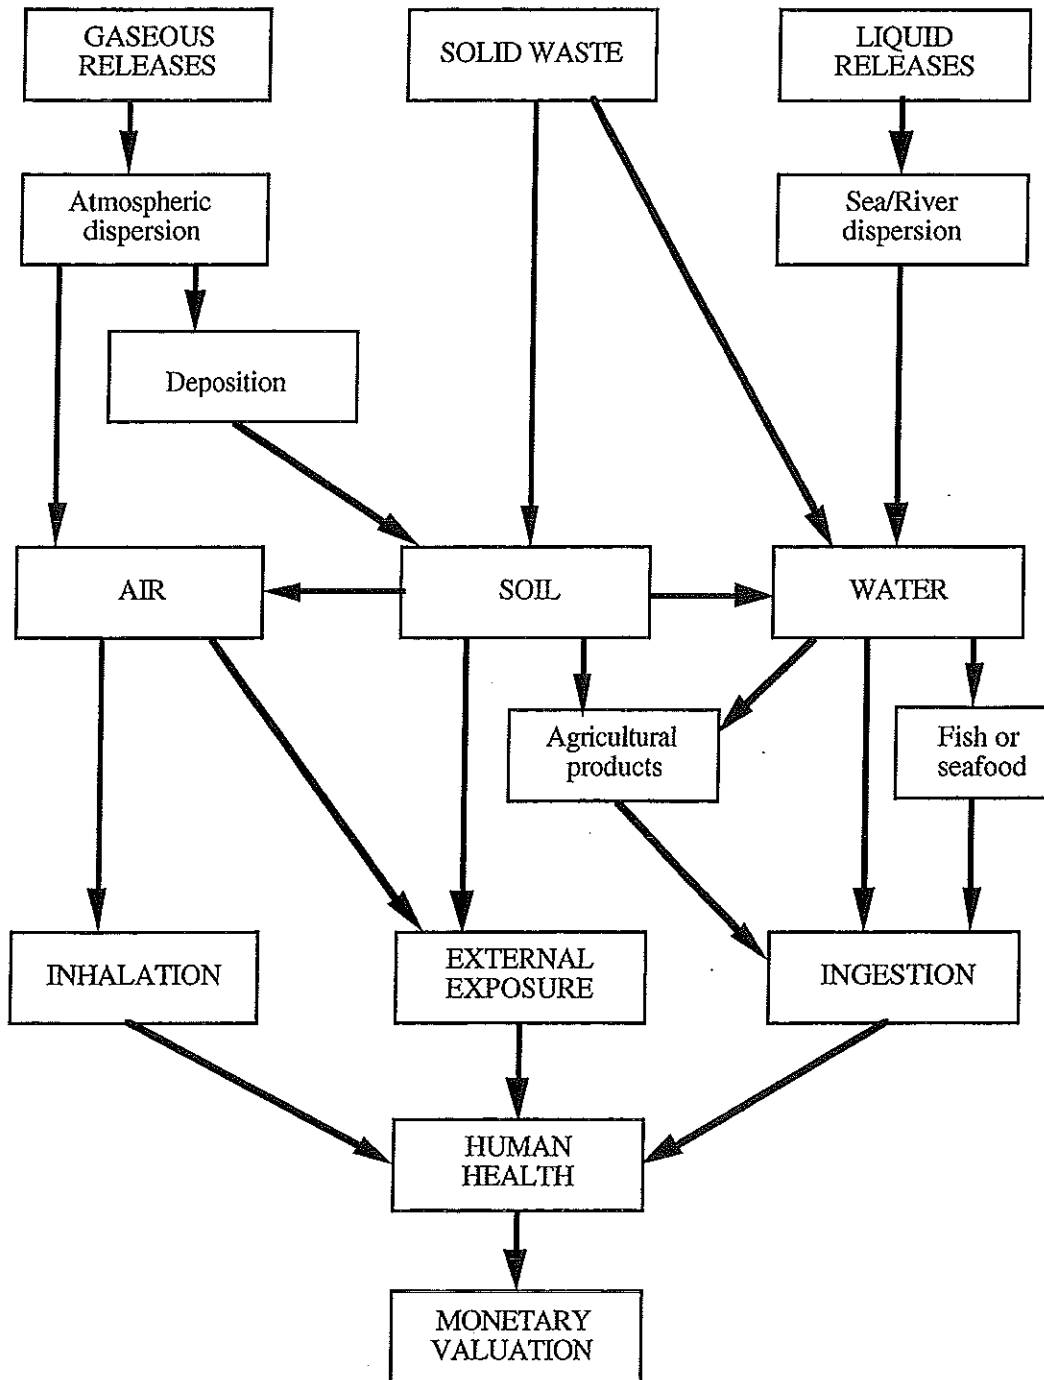 GASEOUS
RELEASES
SOLID WASTE
LIQUID
RELEASES
Atmospheric
dispersion
Sea/River
dispersion
Deposition
AIR
SOIL
WATER
Agricultural
products
Fish or
seafood
INHALATION
EXTERNAL
EXPOSURE
INGESTION
HUMAN
HEALTH
MONETARY
VALUATION